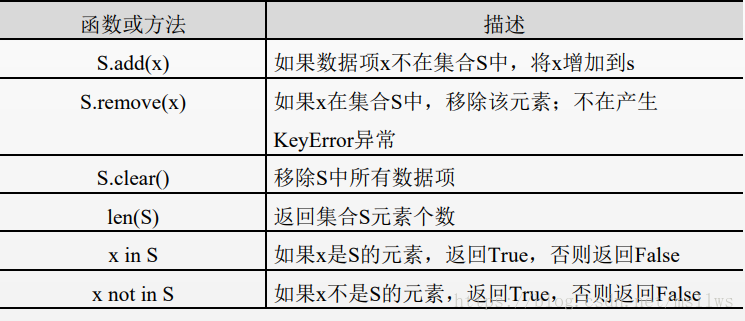 函数或方法 描述
S.add(x) 如果数据项x不在集合S中，将x增加到s
S.remove(x) 如果x在集合S中，移除该元素；不在产生
KeyError异常
S.clear() 移除S中所有数据项
len(S) 返回集合S元素个数
x in S 如果x是S的元素，返回True，否则返回False
x not in S 如果x不是S的元素，返回True，否则返回False